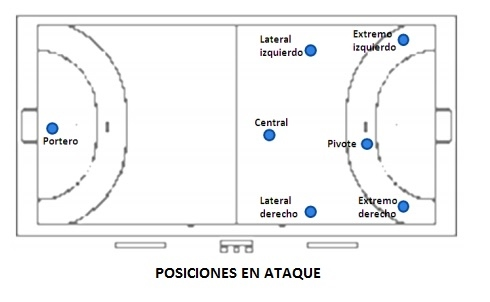 Lateral
izquierdo
Extremo
izquierdo
Central
Portero
Pivote
Lateral
derecho
Extremo
derecho
POSICIONES EN ATAQUE